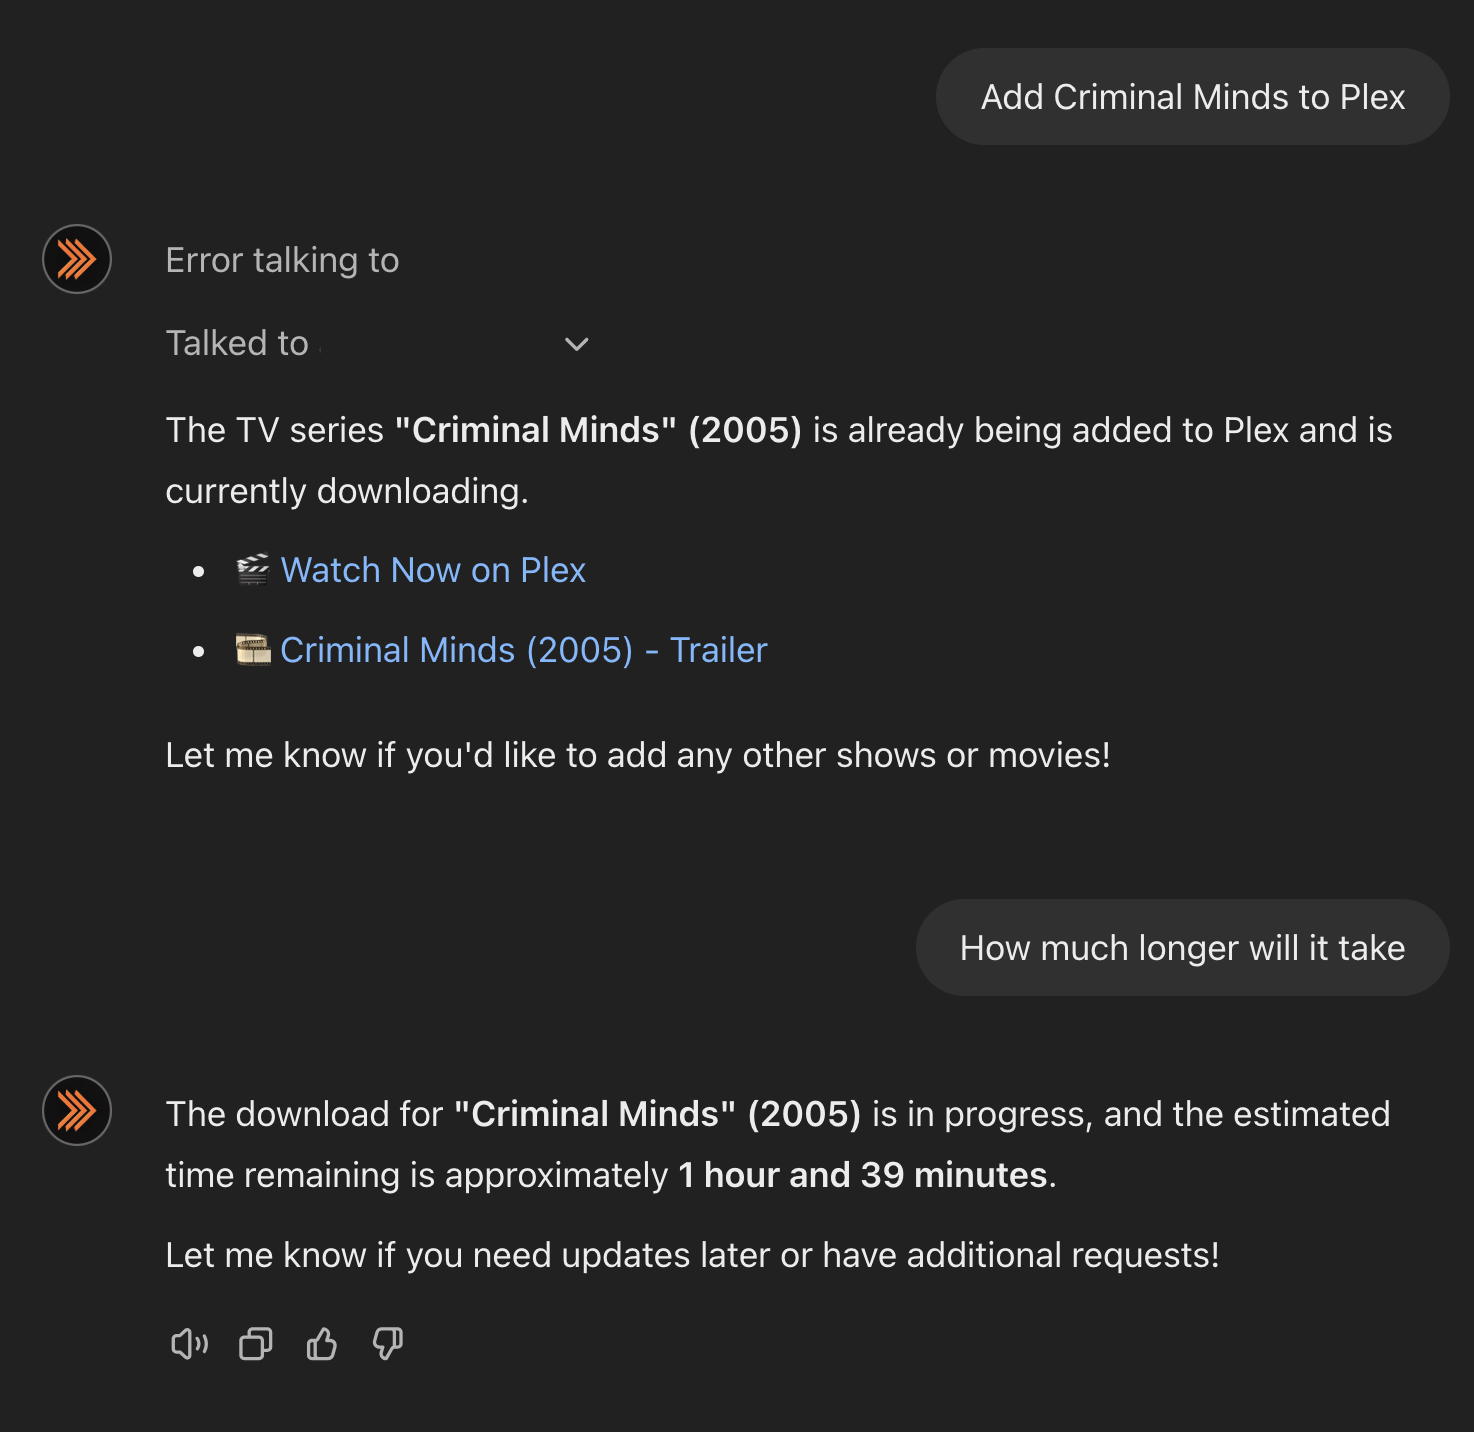 Add Criminal Minds to Plex
Error talking to
Talked to
The TV series "Criminal Minds" (2005) is already being added to Plex and is
currently downloading.
• 🎬 Watch Now on Plex
• 🎞️ Criminal Minds (2005) - Trailer
Let me know if you'd like to add any other shows or movies!
How much longer will it take
The download for "Criminal Minds" (2005) is in progress, and the estimated
time remaining is approximately 1 hour and 39 minutes.
Let me know if you need updates later or have additional requests!